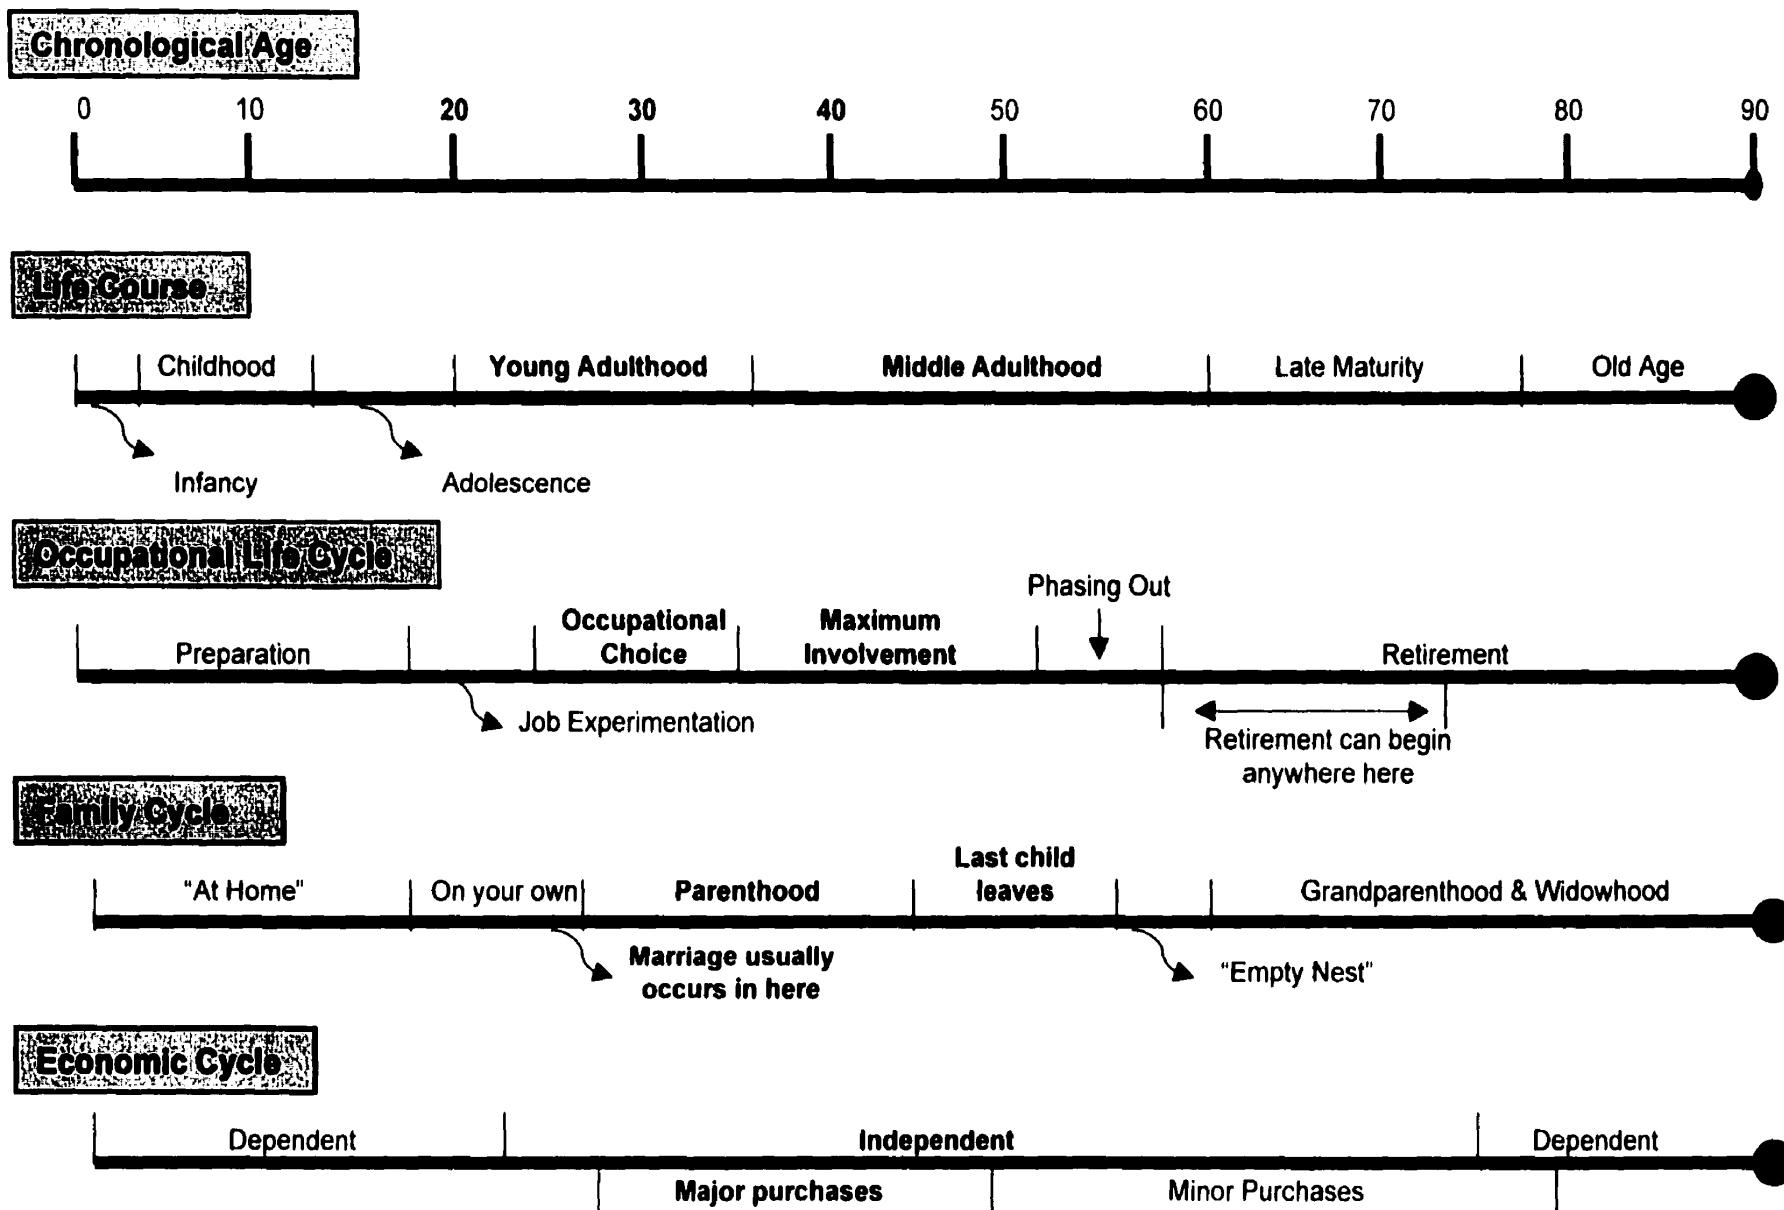 Chronological Age
0 10 20 30 40 50 60 70 80 90
Life Course
Childhood Young Adulthood Middle Adulthood Late Maturity Old Age
Infancy Adolescence
Occupational Life Cycle
Phasing Out
Occupational Maximum
Preparation Choice Involvement Retirement
Job Experimentation
Retirement can begin
anywhere here
Family Cycle
Last child
"At Home" On your own Parenthood leaves Grandparenthood & Widowhood
Marriage usually
occurs in here
"Empty Nest"
Economic Cycle
Dependent Independent Dependent
Major purchases Minor Purchases